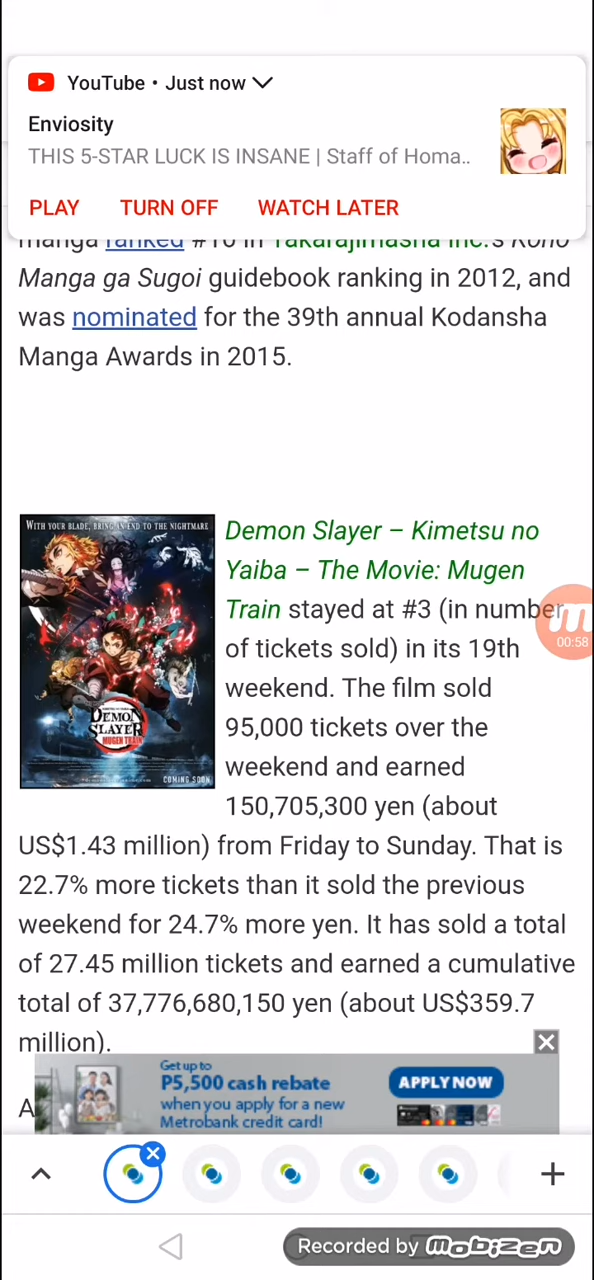 YouTube • Just now
Enviosity
THIS 5-STAR LUCK IS INSANE | Staff of Homa..
PLAY TURN OFF WATCH LATER
manga ranked #10 in Takarajimasha Inc.'s Kono
Manga ga Sugoi guidebook ranking in 2012, and
was nominated for the 39th annual Kodansha
Manga Awards in 2015.
WITH YOUR BLADE, BRING AN END TO THE NIGHTMARE
DEMON
SLAYER
MUGEN TRAIN
COMING SOON
Demon Slayer – Kimetsu no
Yaiba – The Movie: Mugen
Train stayed at #3 (in number
of tickets sold) in its 19th
weekend. The film sold
95,000 tickets over the
weekend and earned
150,705,300 yen (about
US$1.43 million) from Friday to Sunday. That is
22.7% more tickets than it sold the previous
weekend for 24.7% more yen. It has sold a total
of 27.45 million tickets and earned a cumulative
total of 37,776,680,150 yen (about US$359.7
million).
00:58
Get up to
P5,500 cash rebate
when you apply for a new
Metrobank credit card!
APPLY NOW
A
Recorded by mobizen